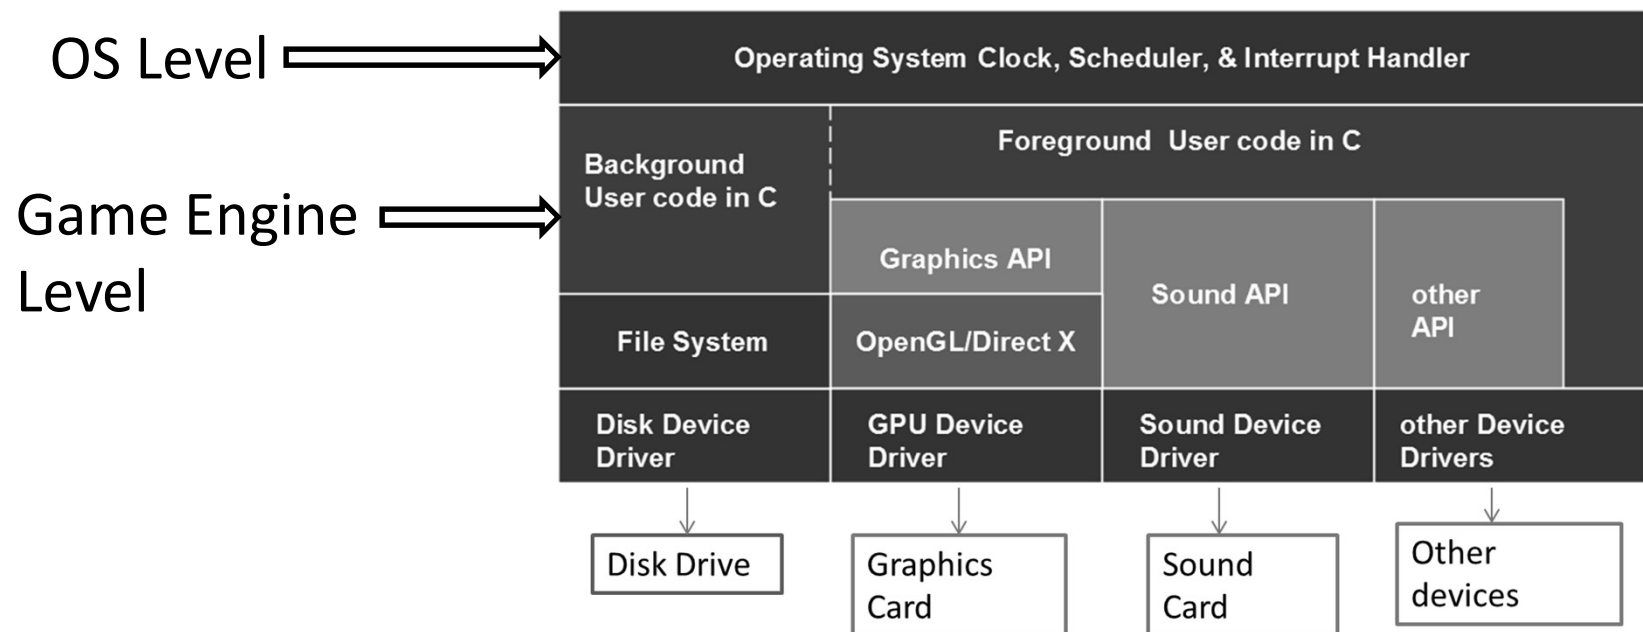 OS Level
Operating System Clock, Scheduler, & Interrupt Handler
Foreground User code in C
Background
User code in C
Game Engine
Level
Graphics API
Sound API
other
API
File System
OpenGL/Direct X
Disk Device
Driver
GPU Device
Driver
Sound Device
Driver
other Device
Drivers
Disk Drive
Graphics
Card
Sound
Card
Other
devices